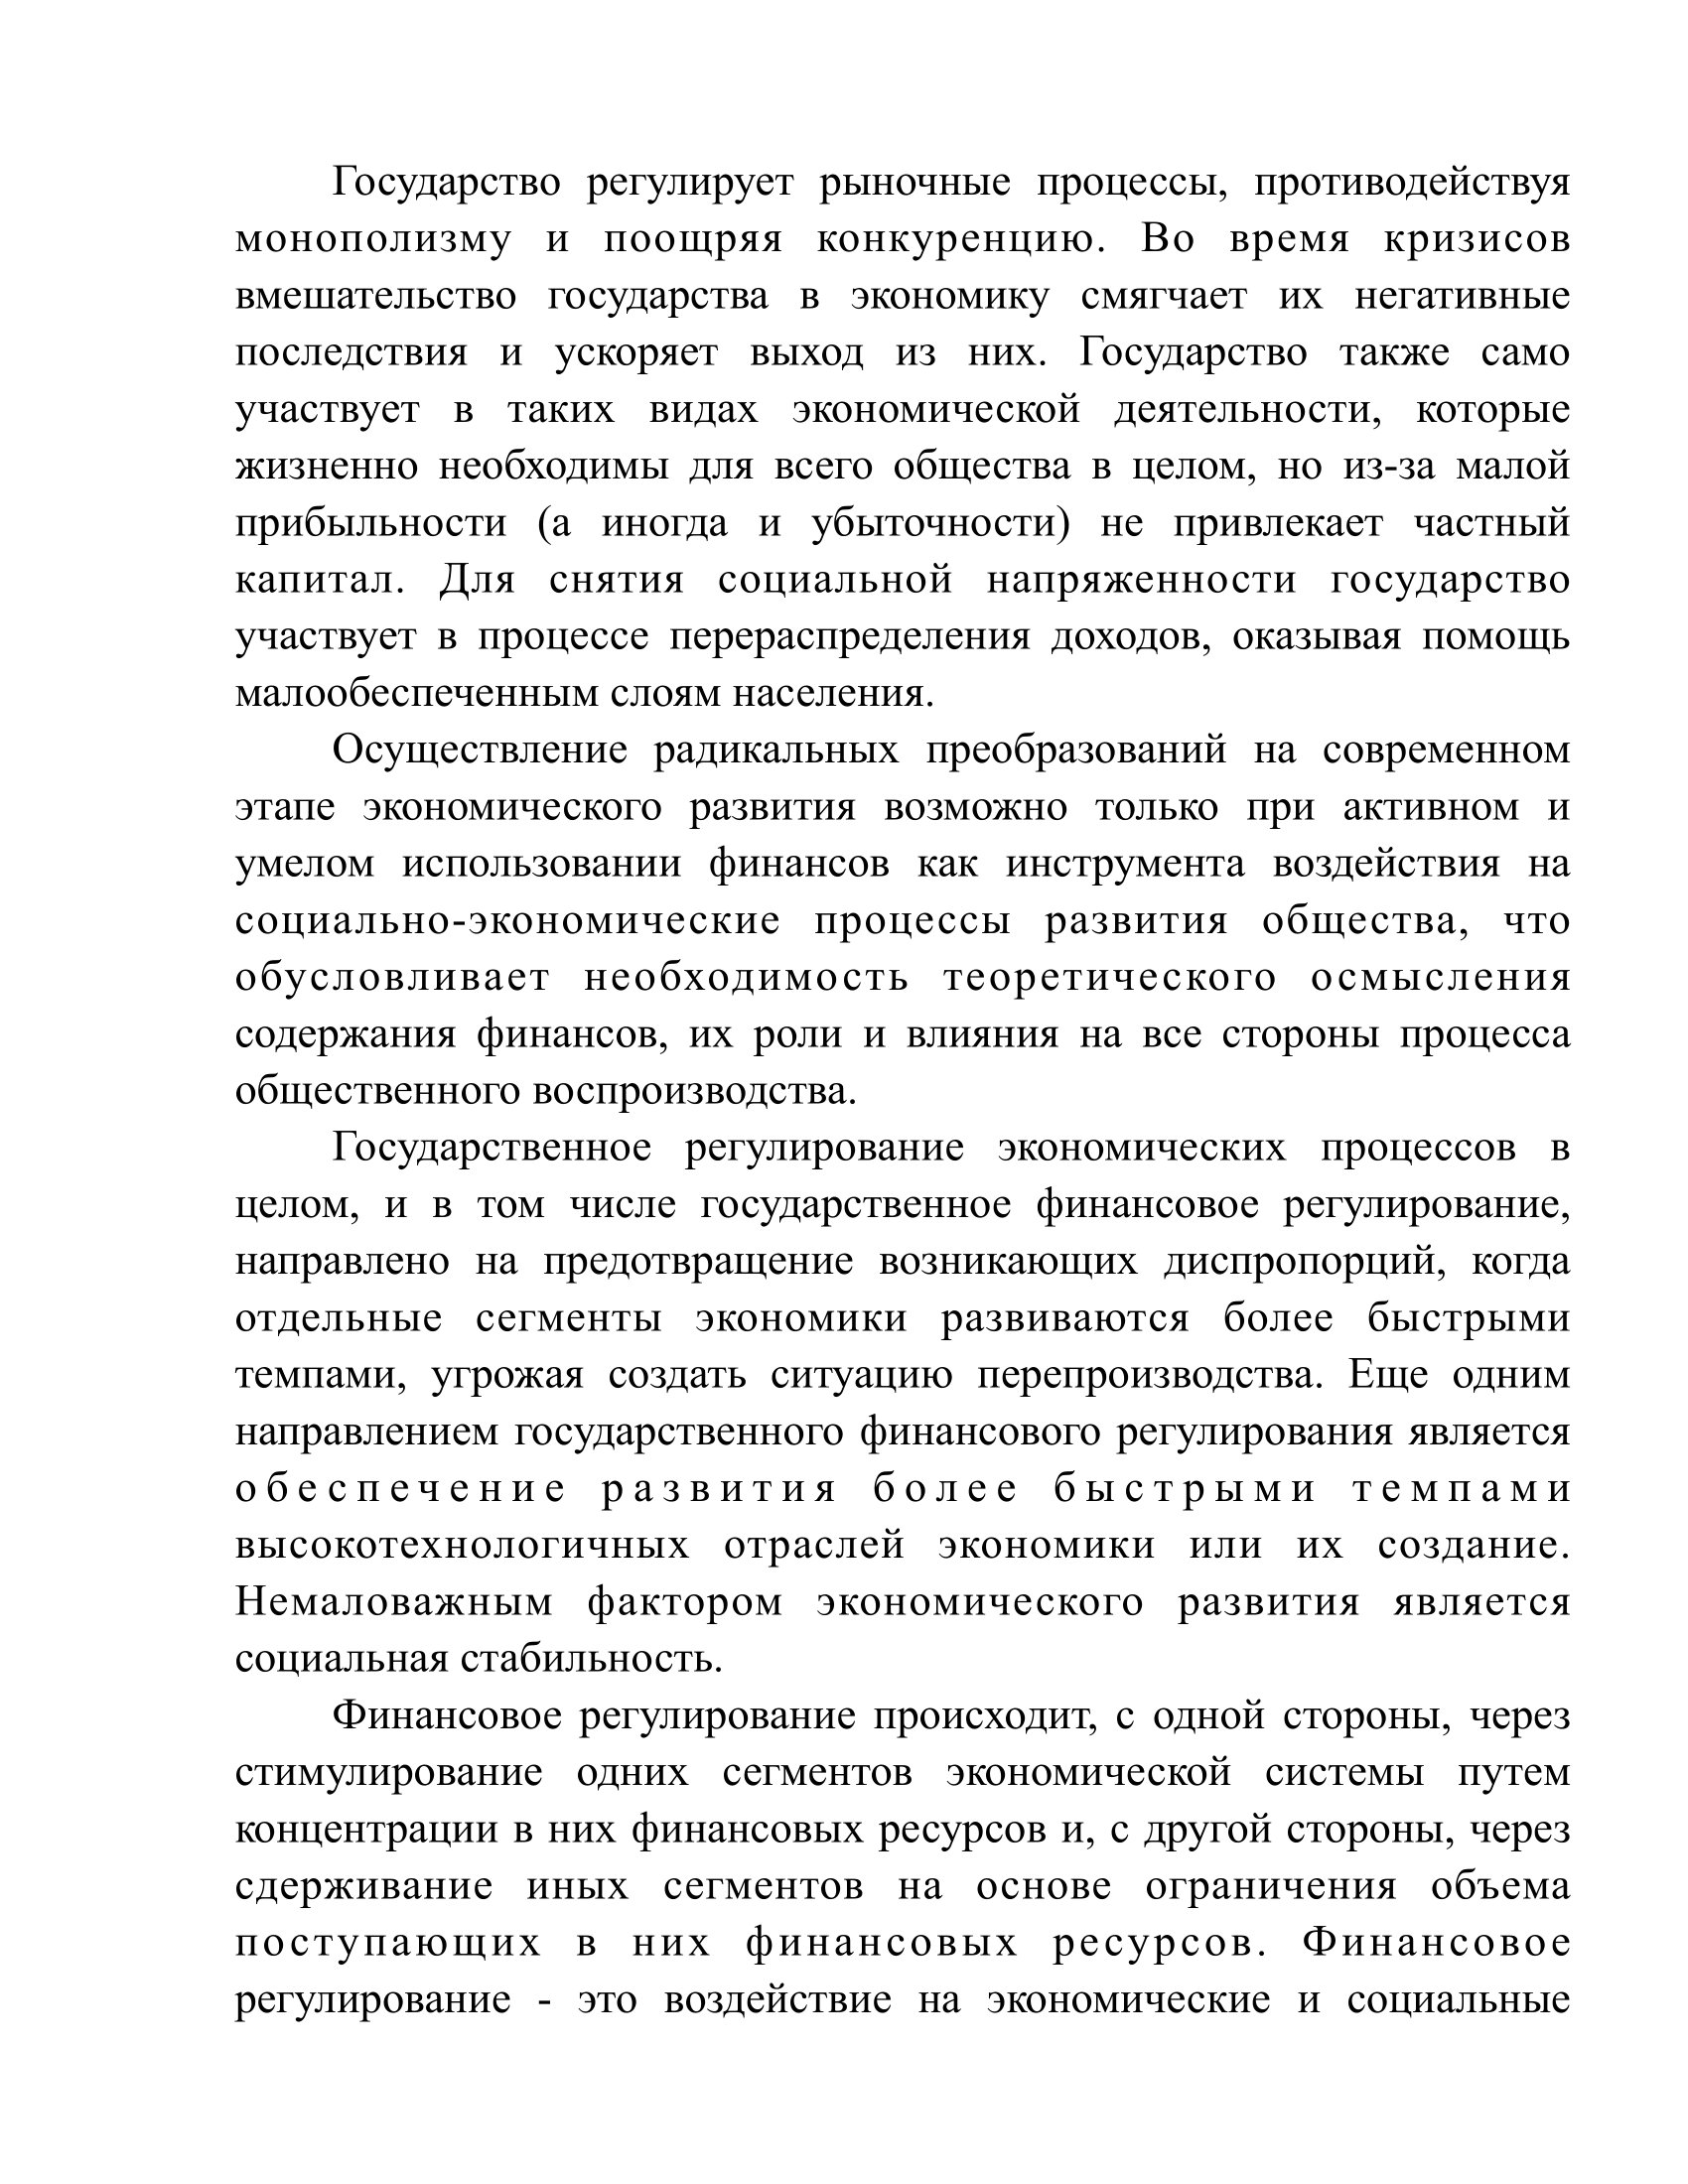 Государство регулирует рыночные процессы, противодействуя
монополизму и поощряя конкуренцию. Во время кризисов
вмешательство государства в экономику смягчает их негативные
последствия и ускоряет выход из них. Государство также само
участвует в таких видах экономической деятельности, которые
жизненно необходимы для всего общества в целом, но из-за малой
прибыльности (а иногда и убыточности) не привлекает частный
капитал. Для снятия социальной напряженности государство
участвует в процессе перераспределения доходов, оказывая помощь
малообеспеченным слоям населения.
Осуществление радикальных преобразований на современном
этапе экономического развития возможно только при активном и
умелом использовании финансов как инструмента воздействия на
социально-экономические процессы развития общества, что
обусловливает необходимость теоретического осмысления
содержания финансов, их роли и влияния на все стороны процесса
общественного воспроизводства.
Государственное регулирование экономических процессов в
целом, и в том числе государственное финансовое регулирование,
направлено на предотвращение возникающих диспропорций, когда
отдельные сегменты экономики развиваются более быстрыми
темпами, угрожая создать ситуацию перепроизводства. Еще одним
направлением государственного финансового регулирования является
обеспечение развития более быстрыми темпами
высокотехнологичных отраслей экономики или их создание.
Немаловажным фактором экономического развития является
социальная стабильность.
Финансовое регулирование происходит, с одной стороны, через
стимулирование одних сегментов экономической системы путем
концентрации в них финансовых ресурсов и, с другой стороны, через
сдерживание иных сегментов на основе ограничения объема
поступающих в них финансовых ресурсов. Финансовое
регулирование - это воздействие на экономические и социальные